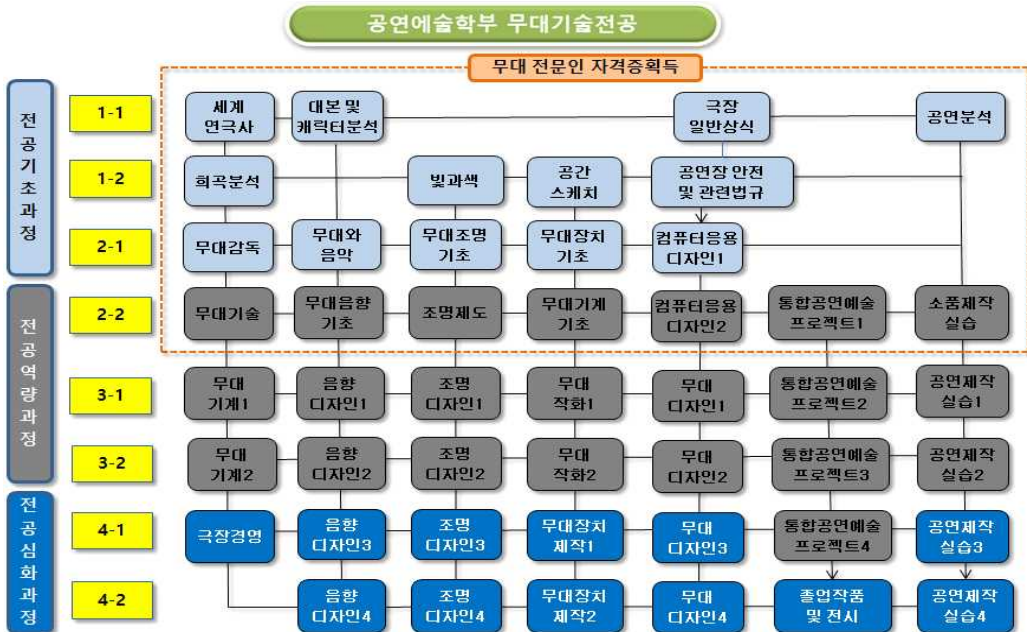 공연예술학부 무대기술전공
무대 전문인 자격증획득
전공기초과정
1-1
세계
연극사
대본 및
캐릭터분석
극장
일반상식
공연분석
1-2
희곡분석
빛과색
공간
스케치
공연장 안전
및 관련법규
2-1
무대감독
무대와
음악
무대조명
기초
무대장치
기초
컴퓨터응용
디자인1
전공역량과정
2-2
무대기술
무대음향
기초
조명제도
무대기계
기초
컴퓨터응용
디자인2
통합공연예술
프로젝트1
소품제작
실습
3-1
무대
기계1
음향
디자인1
조명
디자인1
무대
작화1
무대
디자인1
통합공연예술
프로젝트2
공연제작
실습1
3-2
무대
기계2
음향
디자인2
조명
디자인2
무대
작화2
무대
디자인2
통합공연예술
프로젝트3
공연제작
실습2
전공심화과정
4-1
극장경영
음향
디자인3
조명
디자인3
무대장치
제작1
무대
디자인3
통합공연예술
프로젝트4
공연제작
실습3
4-2
음향
디자인4
조명
디자인4
무대장치
제작2
무대
디자인4
졸업작품
및 전시
공연제작
실습4